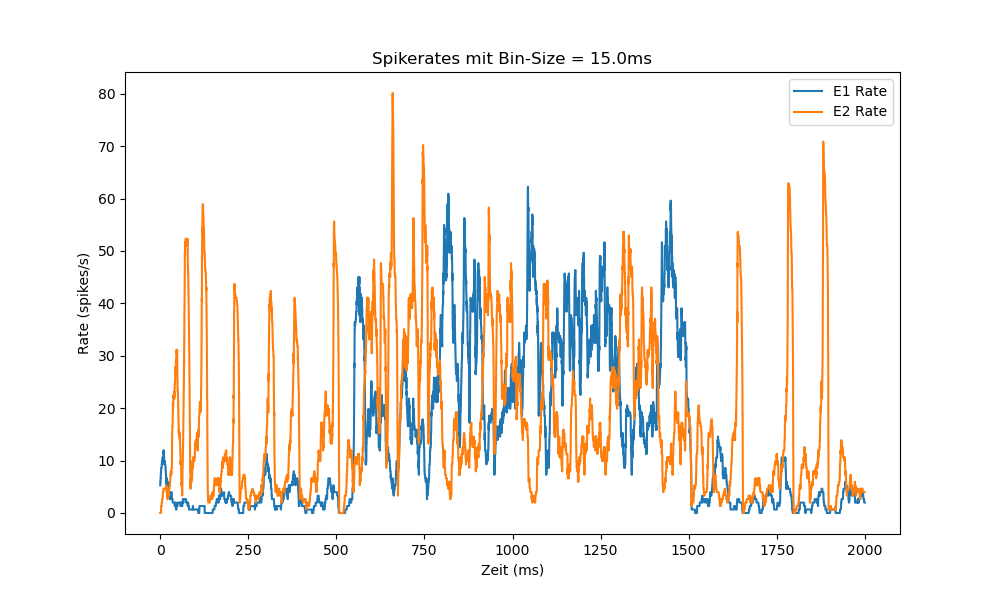 Spikerates mit Bin-Size = 15.0ms
E1 Rate
E2 Rate
Rate (spikes/s)
80
70
60
50
40
30
20
10
0
0 250 500 750 1000 1250 1500 1750 2000
Zeit (ms)